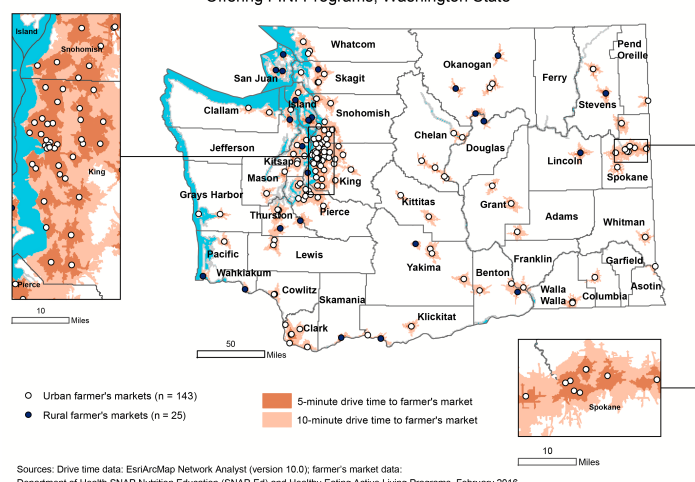 Offering FINI Programs, Washington State
Island
Snohomish
King
Pierce
10
Miles
Whatcom
San Juan
Skagit
Island
Clallam
Snohomish
Jefferson
Kitsap
Mason
King
Grays Harbor
Thurston
Pierce
Pacific
Lewis
Wahkiakum
Cowlitz
Skamania
Clark
Klickitat
Okanogan
Ferry
Pend
Oreille
Stevens
Chelan
Douglas
Lincoln
Spokane
Kittitas
Grant
Adams
Whitman
Yakima
Franklin
Benton
Walla
Walla
Columbia
Garfield
Asotin
50
Miles
Spokane
10
Miles
Urban farmer's markets (n = 143)
Rural farmer's markets (n = 25)
5-minute drive time to farmer's market
10-minute drive time to farmer's market
Sources: Drive time data: EsriArcMap Network Analyst (version 10.0); farmer's market data:
Department of Health SNAP Nutrition Education (SNAP Ed) and Healthy Eating Active Living Programs, February 2016